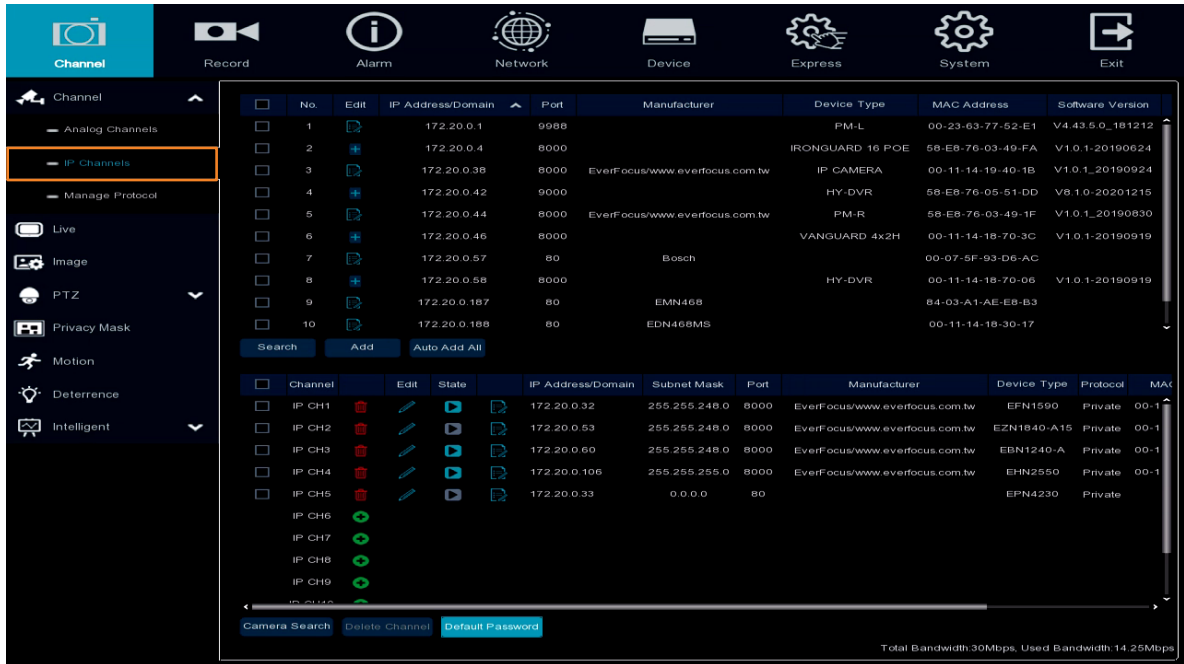 Channel Record Alarm Network Device Express System Exit
Channel
Analog Channels
IP Channels
Manage Protocol
Live
Image
PTZ
Privacy Mask
Motion
Deterrence
Intelligent
No. Edit IP Address/Domain Port Manufacturer Device Type MAC Address Software Version
1 172.20.0.1 9988 PM-L 00-23-63-77-52-E1 V4.43.5.0_181212
2 172.20.0.4 8000 IRONGUARD 16 POE 58-E8-76-03-49-FA V1.0.1-20190624
3 172.20.0.38 8000 EverFocus/www.everfocus.com.tw IP CAMERA 00-11-14-19-40-1B V1.0.1_20190924
4 172.20.0.42 9000 HY-DVR 58-E8-76-05-51-DD V8.1.0-20201215
5 172.20.0.44 8000 EverFocus/www.everfocus.com.tw PM-R 58-E8-76-03-49-1F V1.0.1_20190830
6 172.20.0.46 8000 VANGUARD 4x2H 00-11-14-18-70-3C V1.0.1-20190919
7 172.20.0.57 80 Bosch 00-07-5F-93-D6-AC
8 172.20.0.58 8000 HY-DVR 00-11-14-18-70-06 V1.0.1-20190919
9 172.20.0.187 80 EMN468 84-03-A1-AE-E8-B3
10 172.20.0.188 80 EDN468MS 00-11-14-18-30-17
Search Add Auto Add All
Channel Edit State IP Address/Domain Subnet Mask Port Manufacturer Device Type Protocol MAC
IP CH1 172.20.0.32 255.255.248.0 8000 EverFocus/www.everfocus.com.tw EFN1590 Private 00-1
IP CH2 172.20.0.53 255.255.248.0 8000 EverFocus/www.everfocus.com.tw EZN1840-A15 Private 00-1
IP CH3 172.20.0.60 255.255.248.0 8000 EverFocus/www.everfocus.com.tw EBN1240-A Private 00-1
IP CH4 172.20.0.106 255.255.255.0 8000 EverFocus/www.everfocus.com.tw EHN2550 Private 00-1
IP CH5 172.20.0.33 0.0.0.0 80 EPN4230 Private
IP CH6
IP CH7
IP CH8
IP CH9
IP CH10
Camera Search Delete Channel Default Password
Total Bandwidth:30Mbps, Used Bandwidth:14.25Mbps